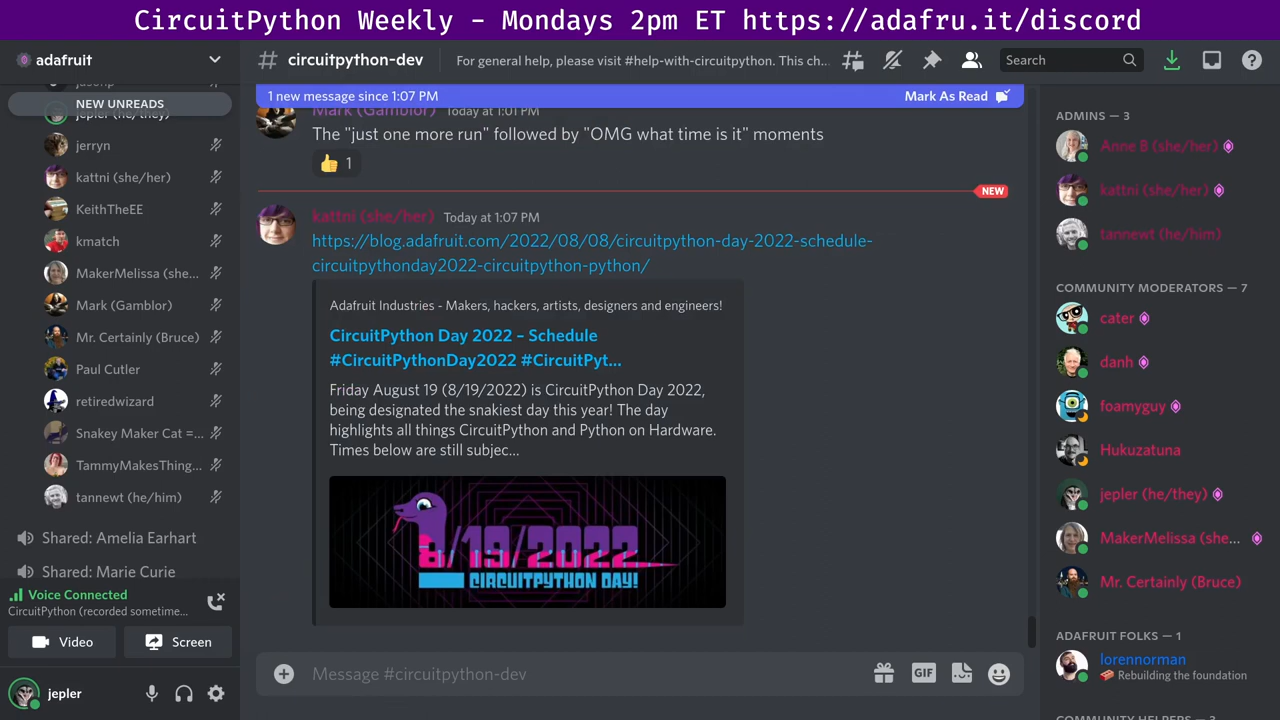 CircuitPython Weekly - Mondays 2pm ET https://adafru.it/discord
adafruit
NEW UNREADS
jepler (he/they)
jerryn
kattni (she/her)
KeithTheEE
kmatch
MakerMelissa (she...
Mark (Gamblor)
Mr. Certainly (Bruce)
Paul Cutler
retiredwizard
Snakey Maker Cat =...
TammyMakesThing...
tannewt (he/him)
Shared: Amelia Earhart
Shared: Marie Curie
Voice Connected
CircuitPython (recorded sometime...
Video
Screen
jepler
# circuitpython-dev
For general help, please visit #help-with-circuitpython. This ch...
Search
1 new message since 1:07 PM
Mark As Read
Mark (Gamblor) Today at 1:01 PM
The "just one more run" followed by "OMG what time is it" moments
👍 1
NEW
kattni (she/her) Today at 1:07 PM
https://blog.adafruit.com/2022/08/08/circuitpython-day-2022-schedule-
circuitpythonday2022-circuitpython-python/
Adafruit Industries - Makers, hackers, artists, designers and engineers!
CircuitPython Day 2022 – Schedule
#CircuitPythonDay2022 #CircuitPyt...
Friday August 19 (8/19/2022) is CircuitPython Day 2022,
being designated the snakiest day this year! The day
highlights all things CircuitPython and Python on Hardware.
Times below are still subjec...
8/19/2022
CIRCUITPYTHON DAY!
Message #circuitpython-dev
GIF
ADMINS — 3
Anne B (she/her)
kattni (she/her)
tannewt (he/him)
COMMUNITY MODERATORS — 7
cater
danh
foamyguy
Hukuzatuna
jepler (he/they)
MakerMelissa (she...
Mr. Certainly (Bruce)
ADAFRUIT FOLKS — 1
lorennorman
🧱 Rebuilding the foundation
COMMUNITY HELPERS — 3